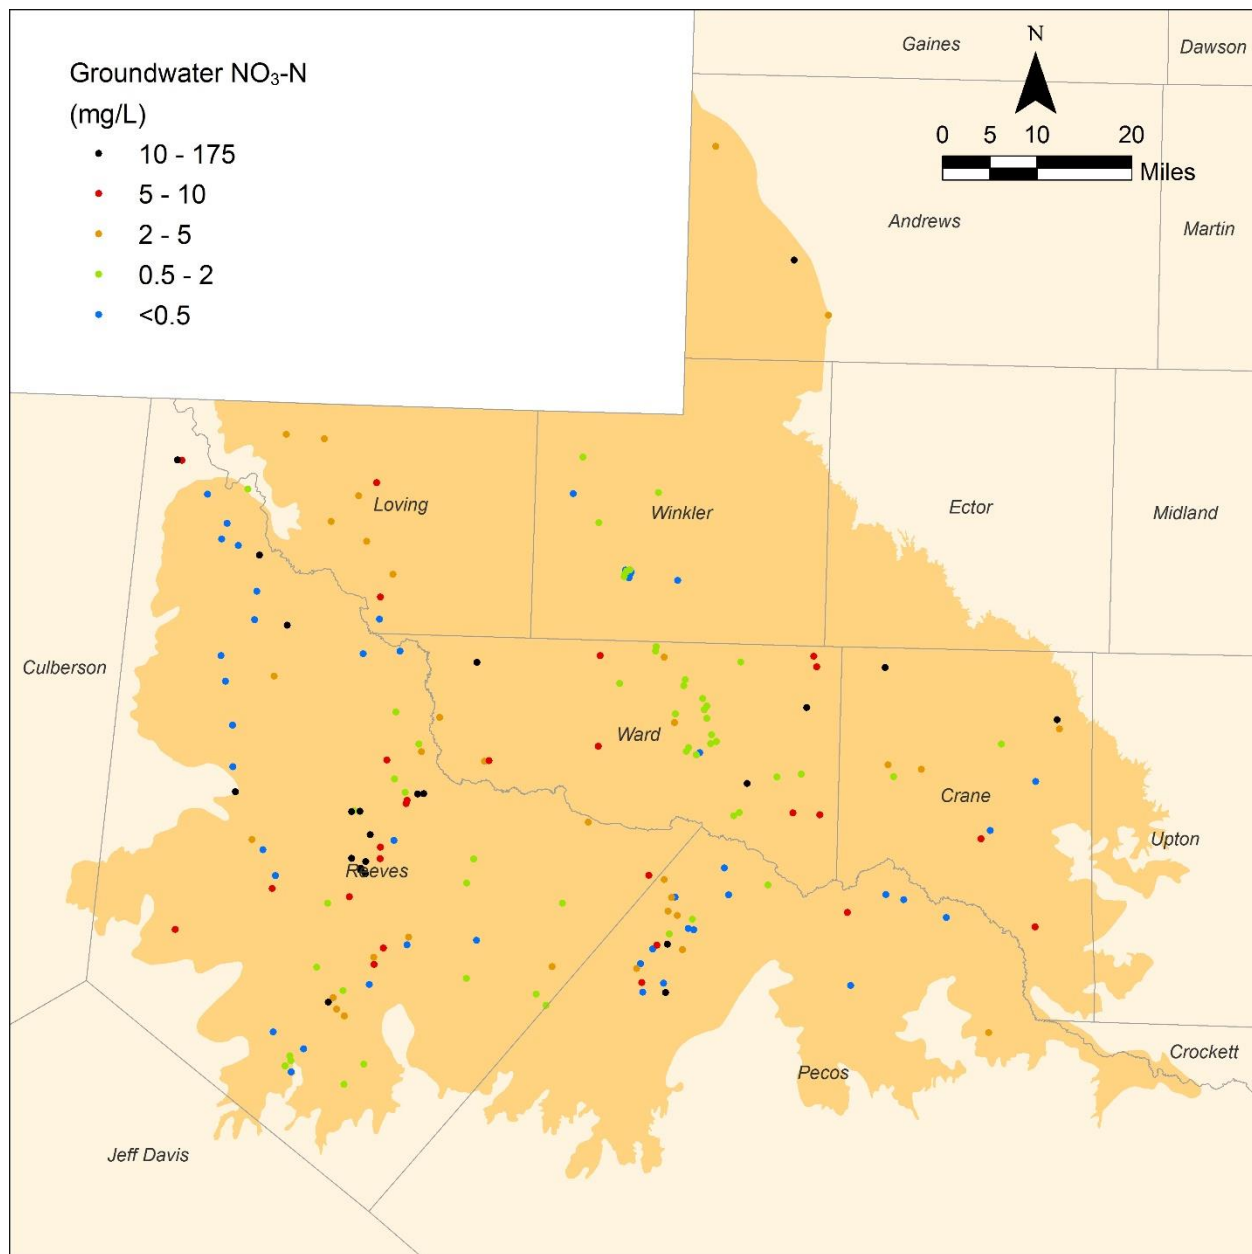 Groundwater NO₃-N
(mg/L)
10 - 175
5 - 10
2 - 5
0.5 - 2
<0.5
N
0 5 10 20
Miles
Gaines
Dawson
Andrews
Martin
Loving
Winkler
Ector
Midland
Culberson
Ward
Crane
Upton
Reeves
Pecos
Crockett
Jeff Davis